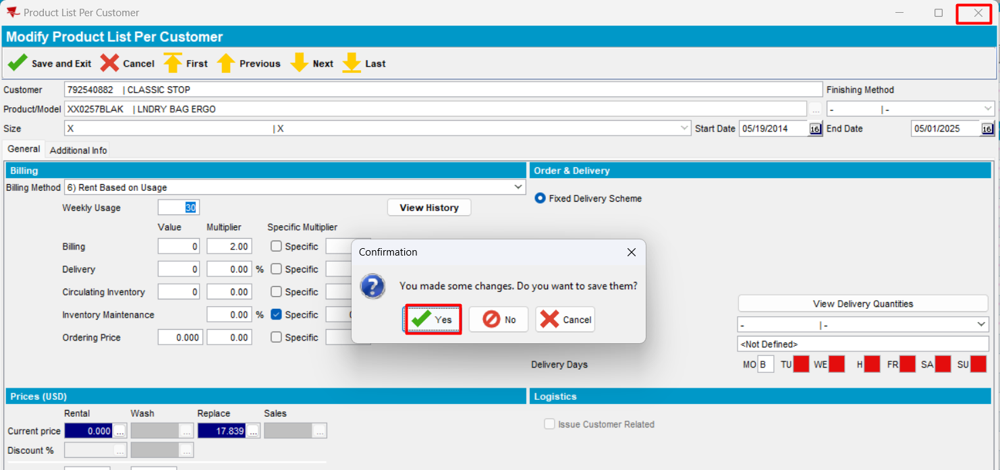 Product List Per Customer
Modify Product List Per Customer
Save and Exit Cancel First Previous Next Last
Customer 792540882 | CLASSIC STOP Finishing Method
Product/Model XX0257BLAK | LNDRY BAG ERGO ... - | -
Size X | X Start Date 05/19/2014 16 End Date 05/01/2025 16
General Additional Info
Billing Order & Delivery
Billing Method 6) Rent Based on Usage
Fixed Delivery Scheme
Weekly Usage 30 View History
Value Multiplier Specific Multiplier
Billing 0 2.00 Specific
Confirmation
Delivery 0 0.00 % Specific
You made some changes. Do you want to save them?
Circulating Inventory 0 0.00 Specific
View Delivery Quantities
Inventory Maintenance 0.00 % Specific
Yes No Cancel
- | -
Ordering Price 0.000 0.00 Specific
<Not Defined>
Delivery Days MO B TU WE H FR SA SU
Prices (USD) Logistics
Rental Wash Replace Sales
Issue Customer Related
Current price 0.000 ... ... 17.839 ... ...
Discount % ... ...